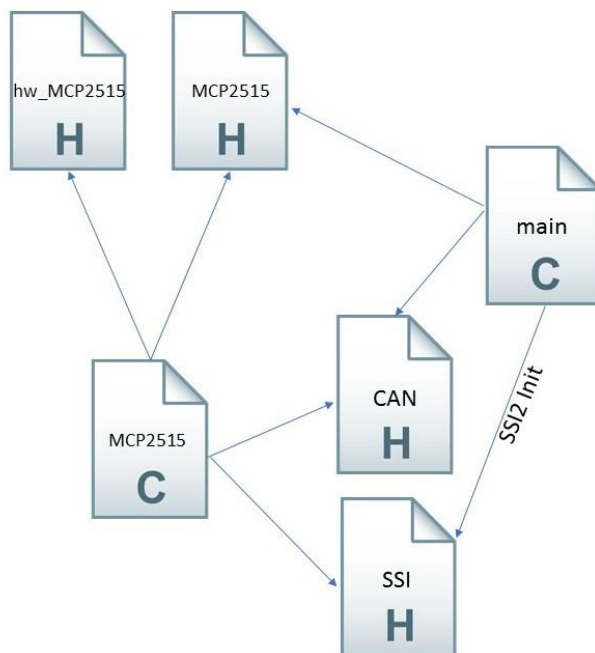 hw_MCP2515
H
MCP2515
H
main
C
CAN
H
SSI2 Init
MCP2515
C
SSI
H